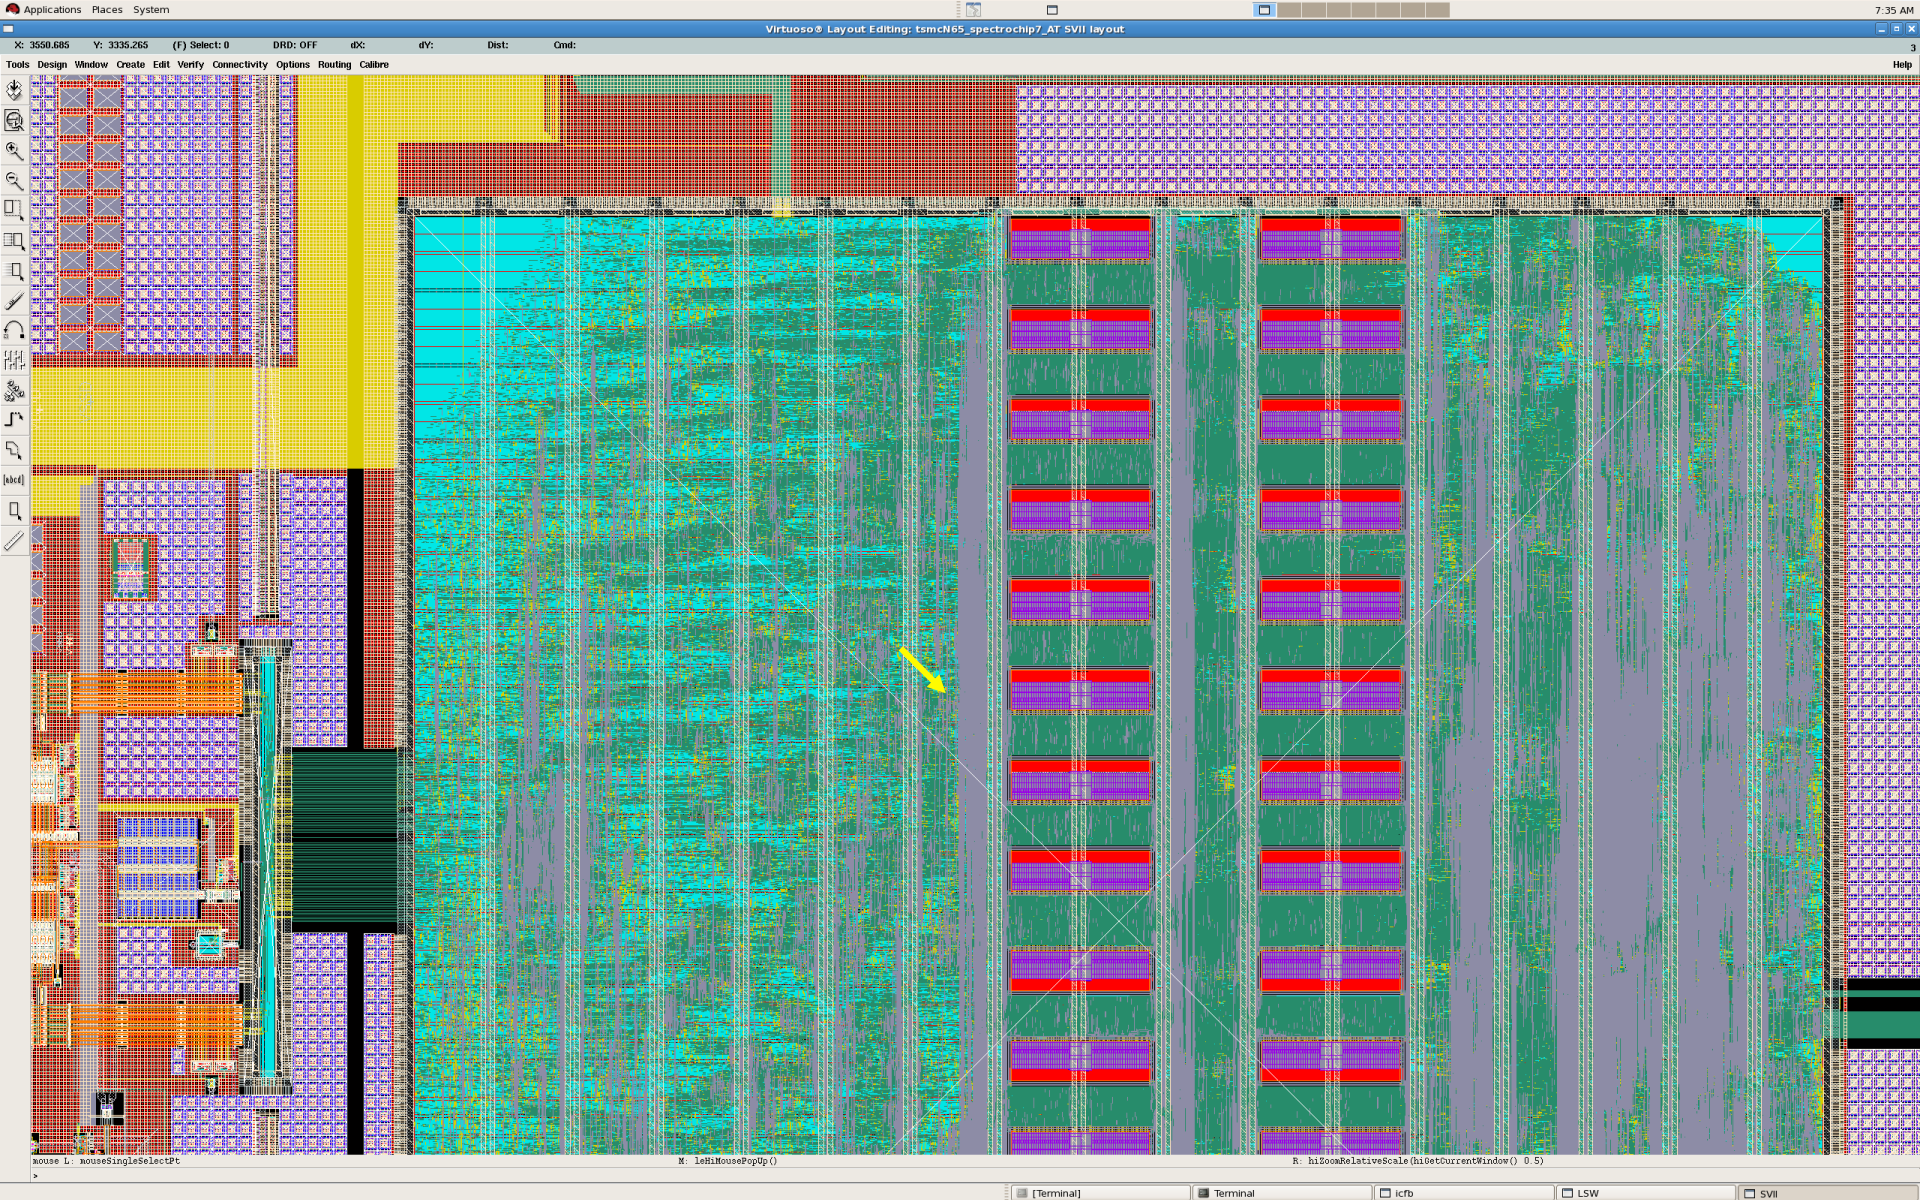 Applications Places System 7:35 AM
Virtuoso® Layout Editing: tsmcN65_spectrochip7_AT SVII layout
X: 3550.685 Y: 3335.265 (F) Select: 0 DRD: OFF dX: dY: Dist: Cmd: 3
Tools Design Window Create Edit Verify Connectivity Options Routing Calibre Help
[abcd]
mouse L: mouseSingleSelectPt M: leHiMousePopUp() R: hiZoomRelativeScale(hiGetCurrentWindow() 0.5)
>
[Terminal] Terminal icfb LSW SVII